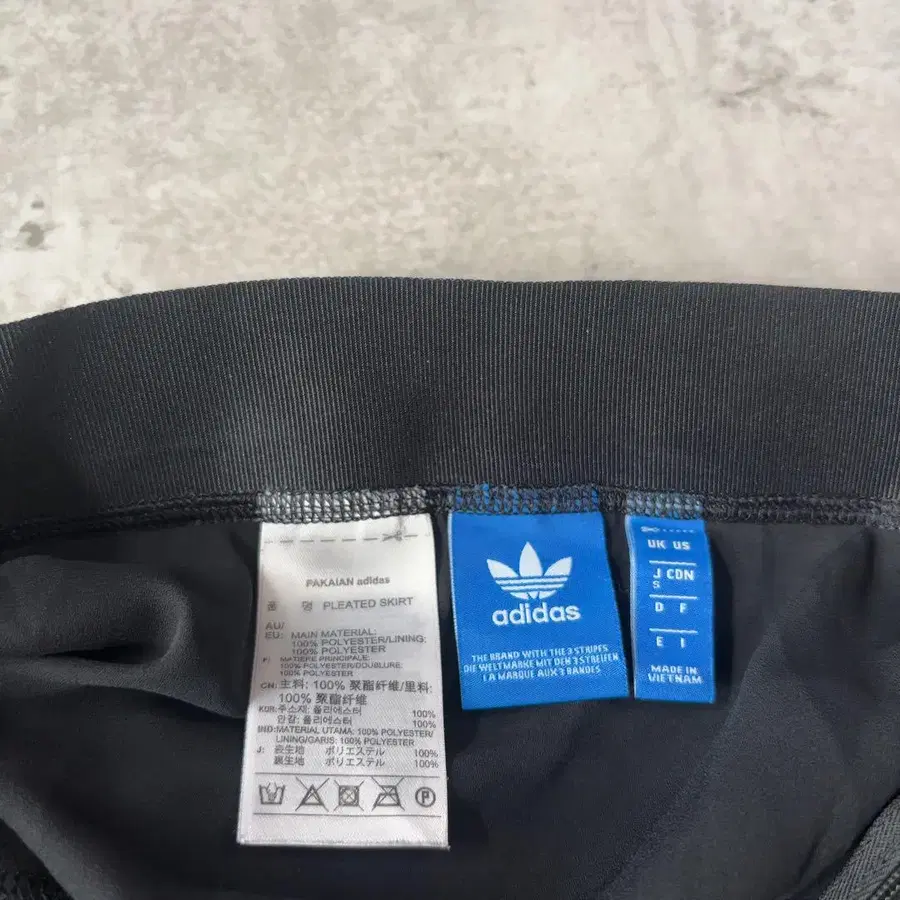 PAKAIAN adidas
PLEATED SKIRT
AU/
EU: MAIN MATERIAL:
100% POLYESTER/LINING:
100% POLYESTER
F: MATIERE PRINCIPALE:
100% POLYESTER/DOUBLURE:
100% POLYESTER
CN: 主料: 100% 聚酯纤维/里料:
100% 聚酯纤维
KOR: 주소재: 폴리에스터 100%
안감: 폴리에스터 100%
IND: MATERIAL UTAMA: 100% POLYESTER/
LINING/GARIS: 100% POLYESTER
J: 表生地 ポリエステル 100%
裏生地 ポリエステル 100%
P
adidas
THE BRAND WITH THE 3 STRIPES
DIE WELTMARKE MIT DEN 3 STREIFEN
LA MARQUE AUX 3 BANDES
UK US
J CDN
S
D F
E I
MADE IN
VIETNAM